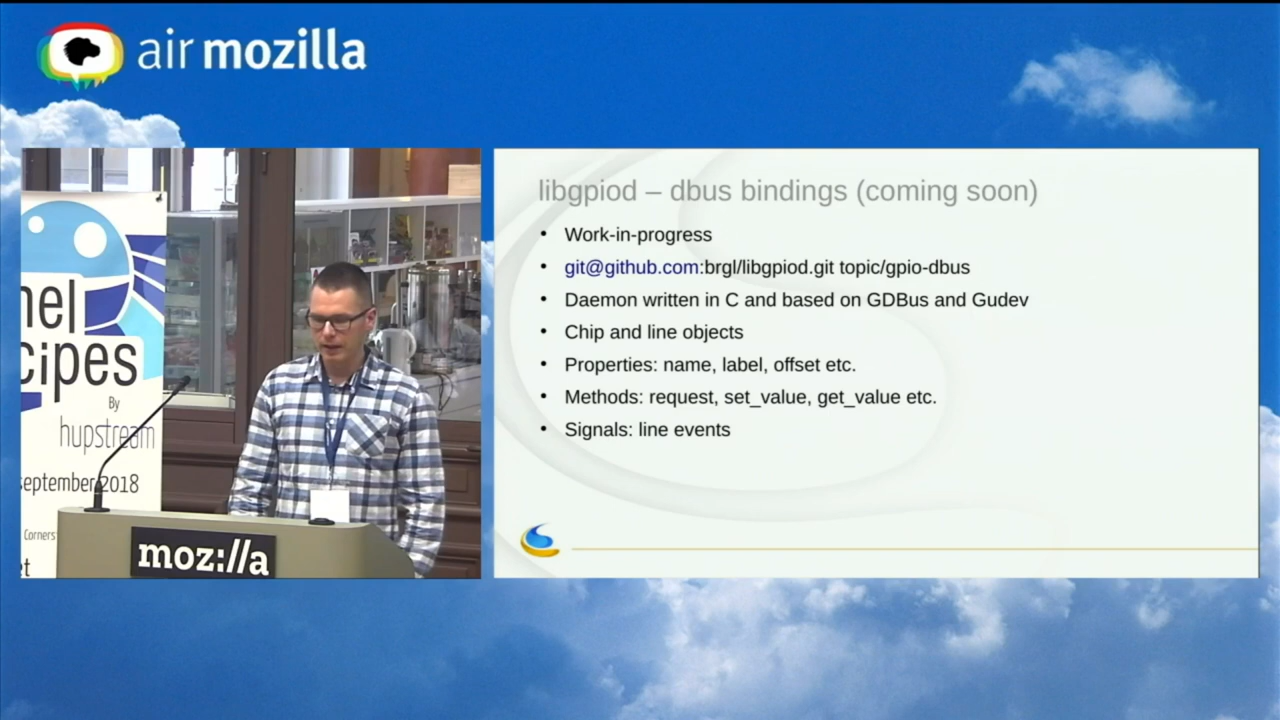 air mozilla
nel
cipes
By
hupstream
september 2018
Corners
et
moz://a
libgpiod – dbus bindings (coming soon)
• Work-in-progress
• git@github.com:brgl/libgpiod.git topic/gpio-dbus
• Daemon written in C and based on GDBus and Gudev
• Chip and line objects
• Properties: name, label, offset etc.
• Methods: request, set_value, get_value etc.
• Signals: line events